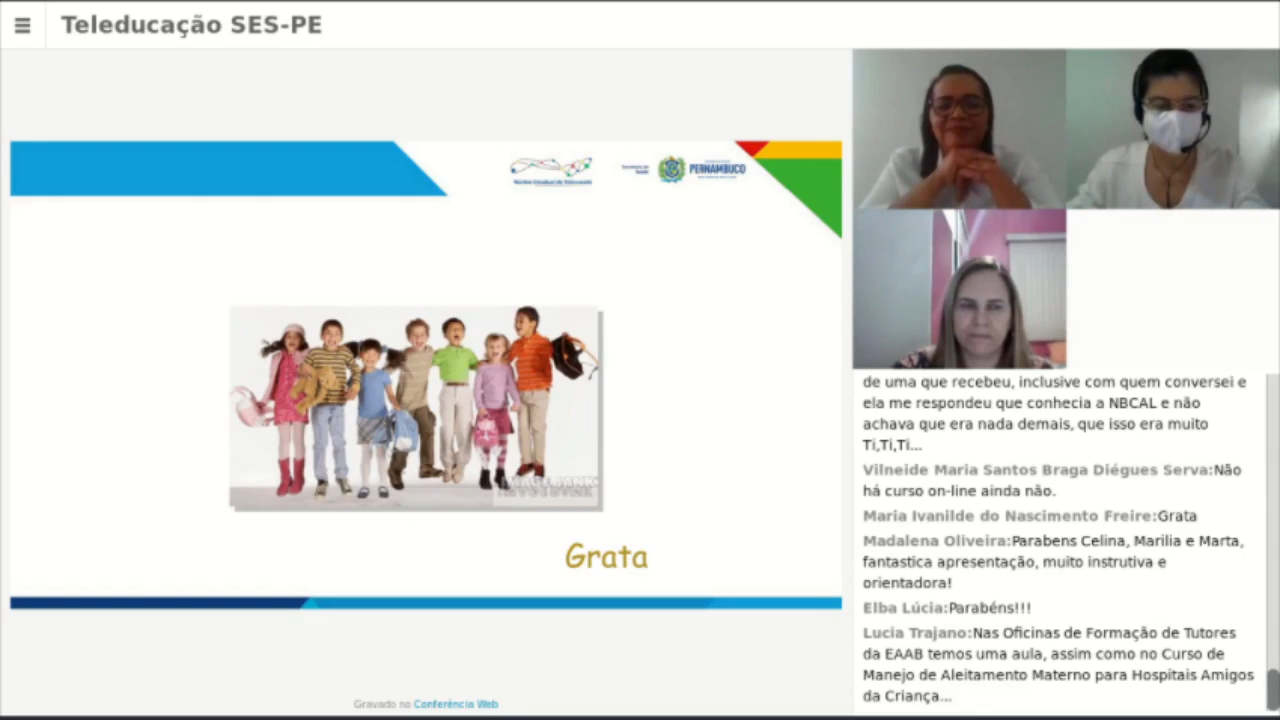 Teleducação SES-PE
Secretaria de
Saúde
PERNAMBUCO
IMAGEBANK
Grata
Gravado no Conferência Web
de uma que recebeu, inclusive com quem conversei e
ela me respondeu que conhecia a NBCAL e não
achava que era nada demais, que isso era muito
Ti,Ti,Ti...
Vilneide Maria Santos Braga Diégues Serva:Não
há curso on-line ainda não.
Maria Ivanilde do Nascimento Freire:Grata
Madalena Oliveira:Parabens Celina, Marilia e Marta,
fantastica apresentação, muito instrutiva e
orientadora!
Elba Lúcia:Parabéns!!!
Lucia Trajano:Nas Oficinas de Formação de Tutores
da EAAB temos uma aula, assim como no Curso de
Manejo de Aleitamento Materno para Hospitais Amigos
da Criança...